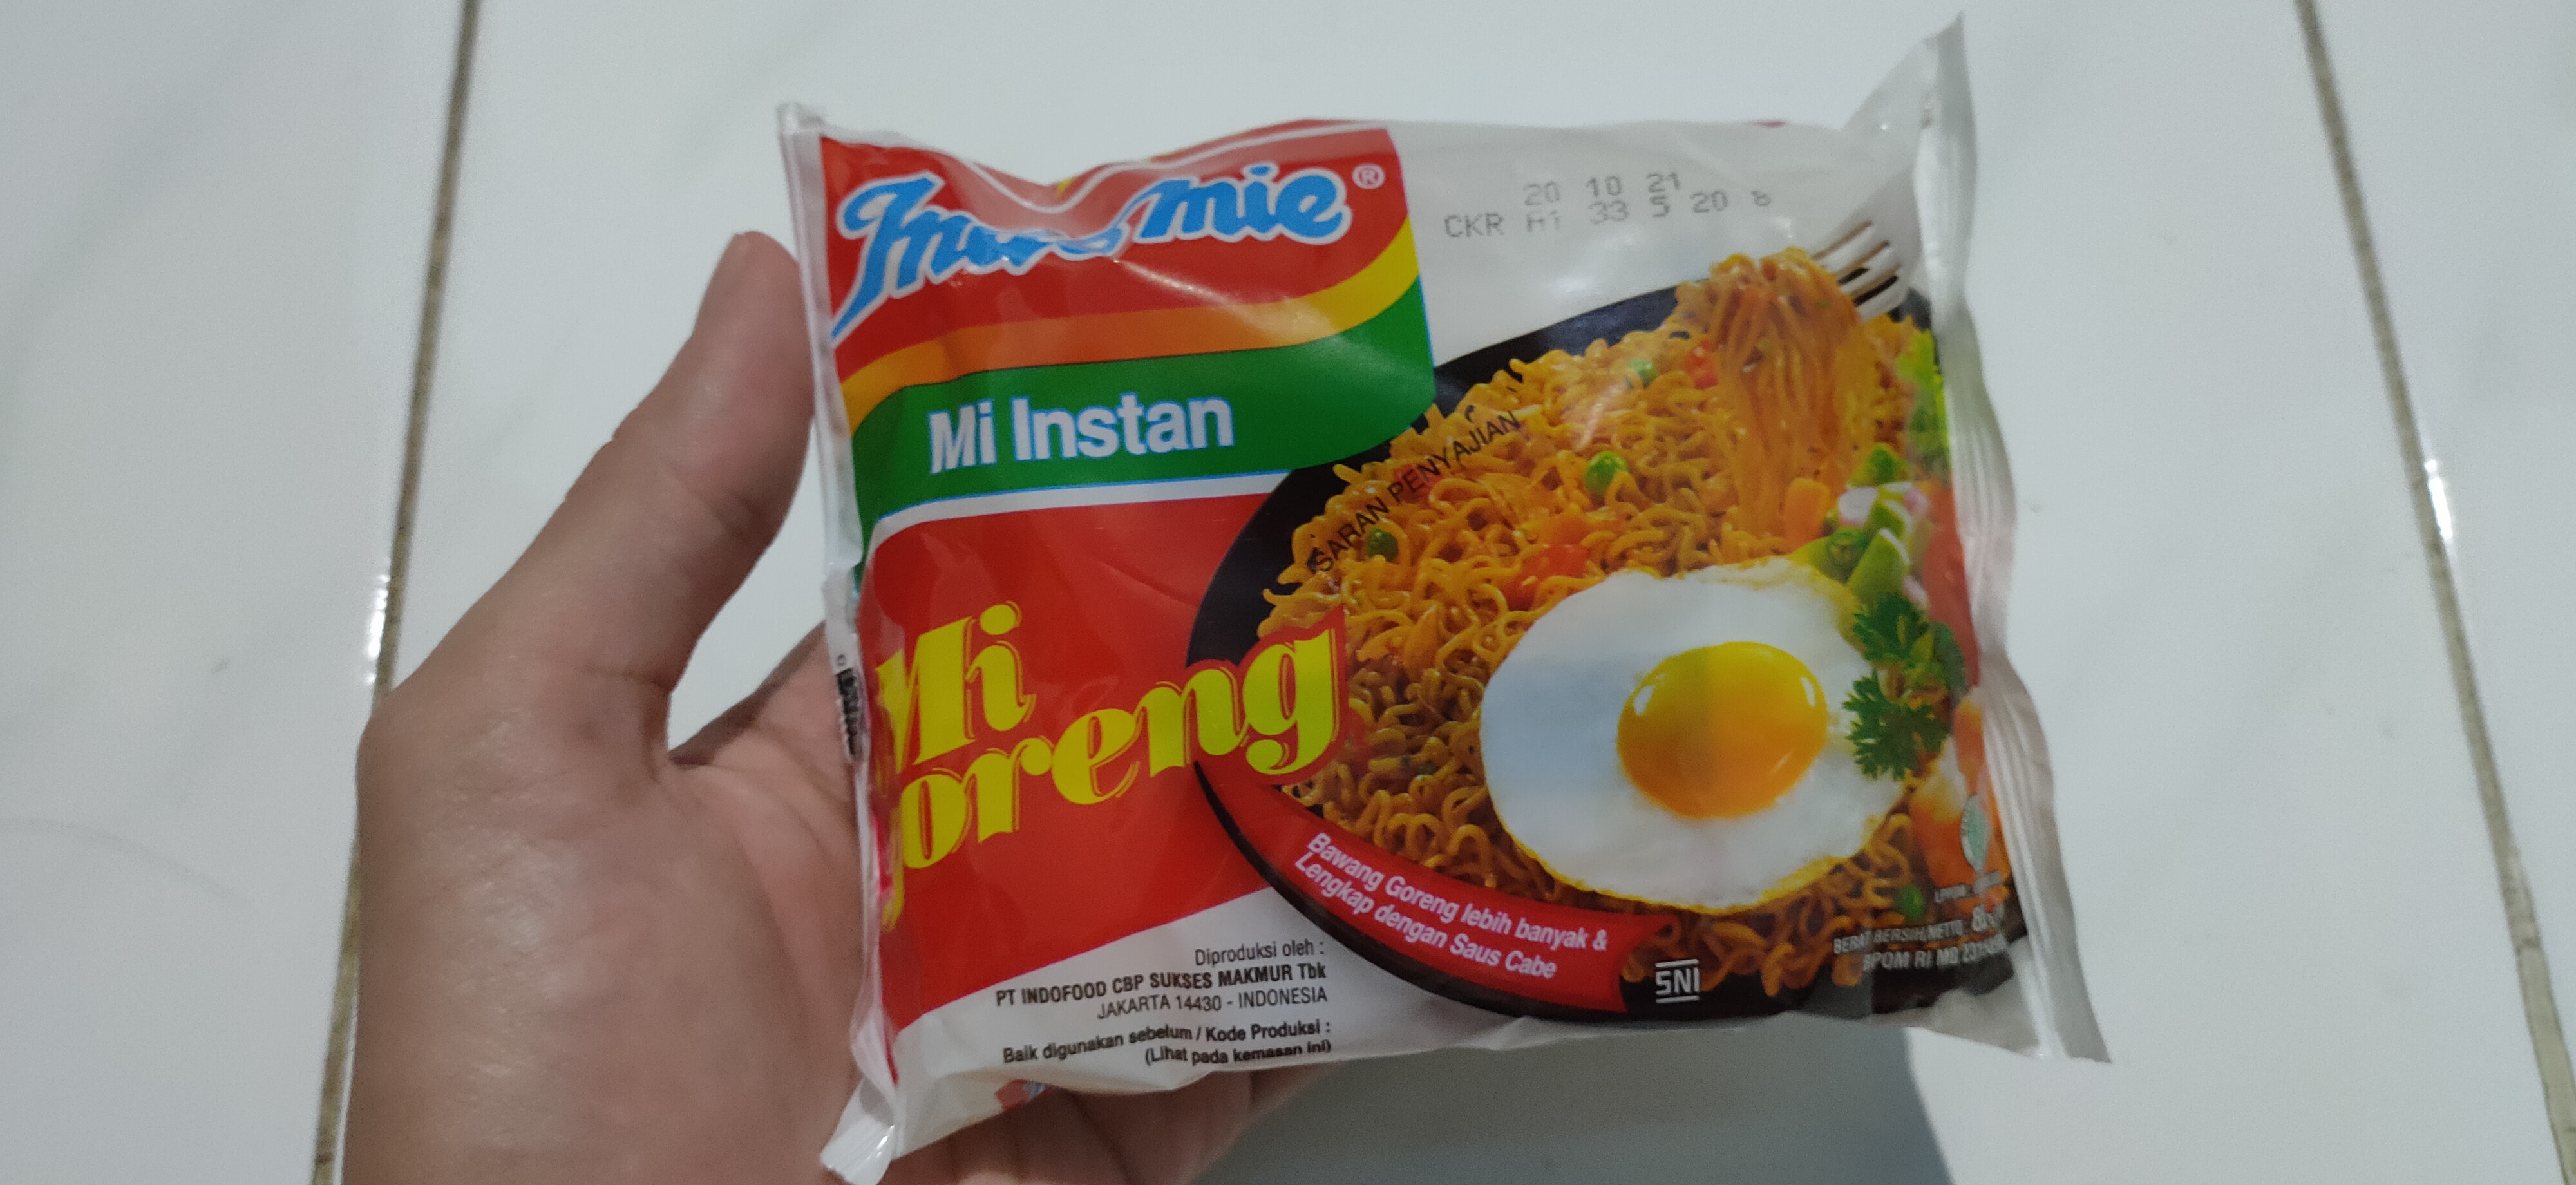 Indomie®
20 10 21
CKR 33 5 20 8
Mi Instan
SARAN PENYAJIAN
Mi
goreng
Bawang Goreng lebih banyak &
Lengkap dengan Saus Cabe
Diproduksi oleh :
PT INDOFOOD CBP SUKSES MAKMUR Tbk
JAKARTA 14430 - INDONESIA
Baik digunakan sebelum / Kode Produksi :
(Lihat pada kemasan ini)
SNI
BERAT BERSIH/NETTO
BPOM RI MD